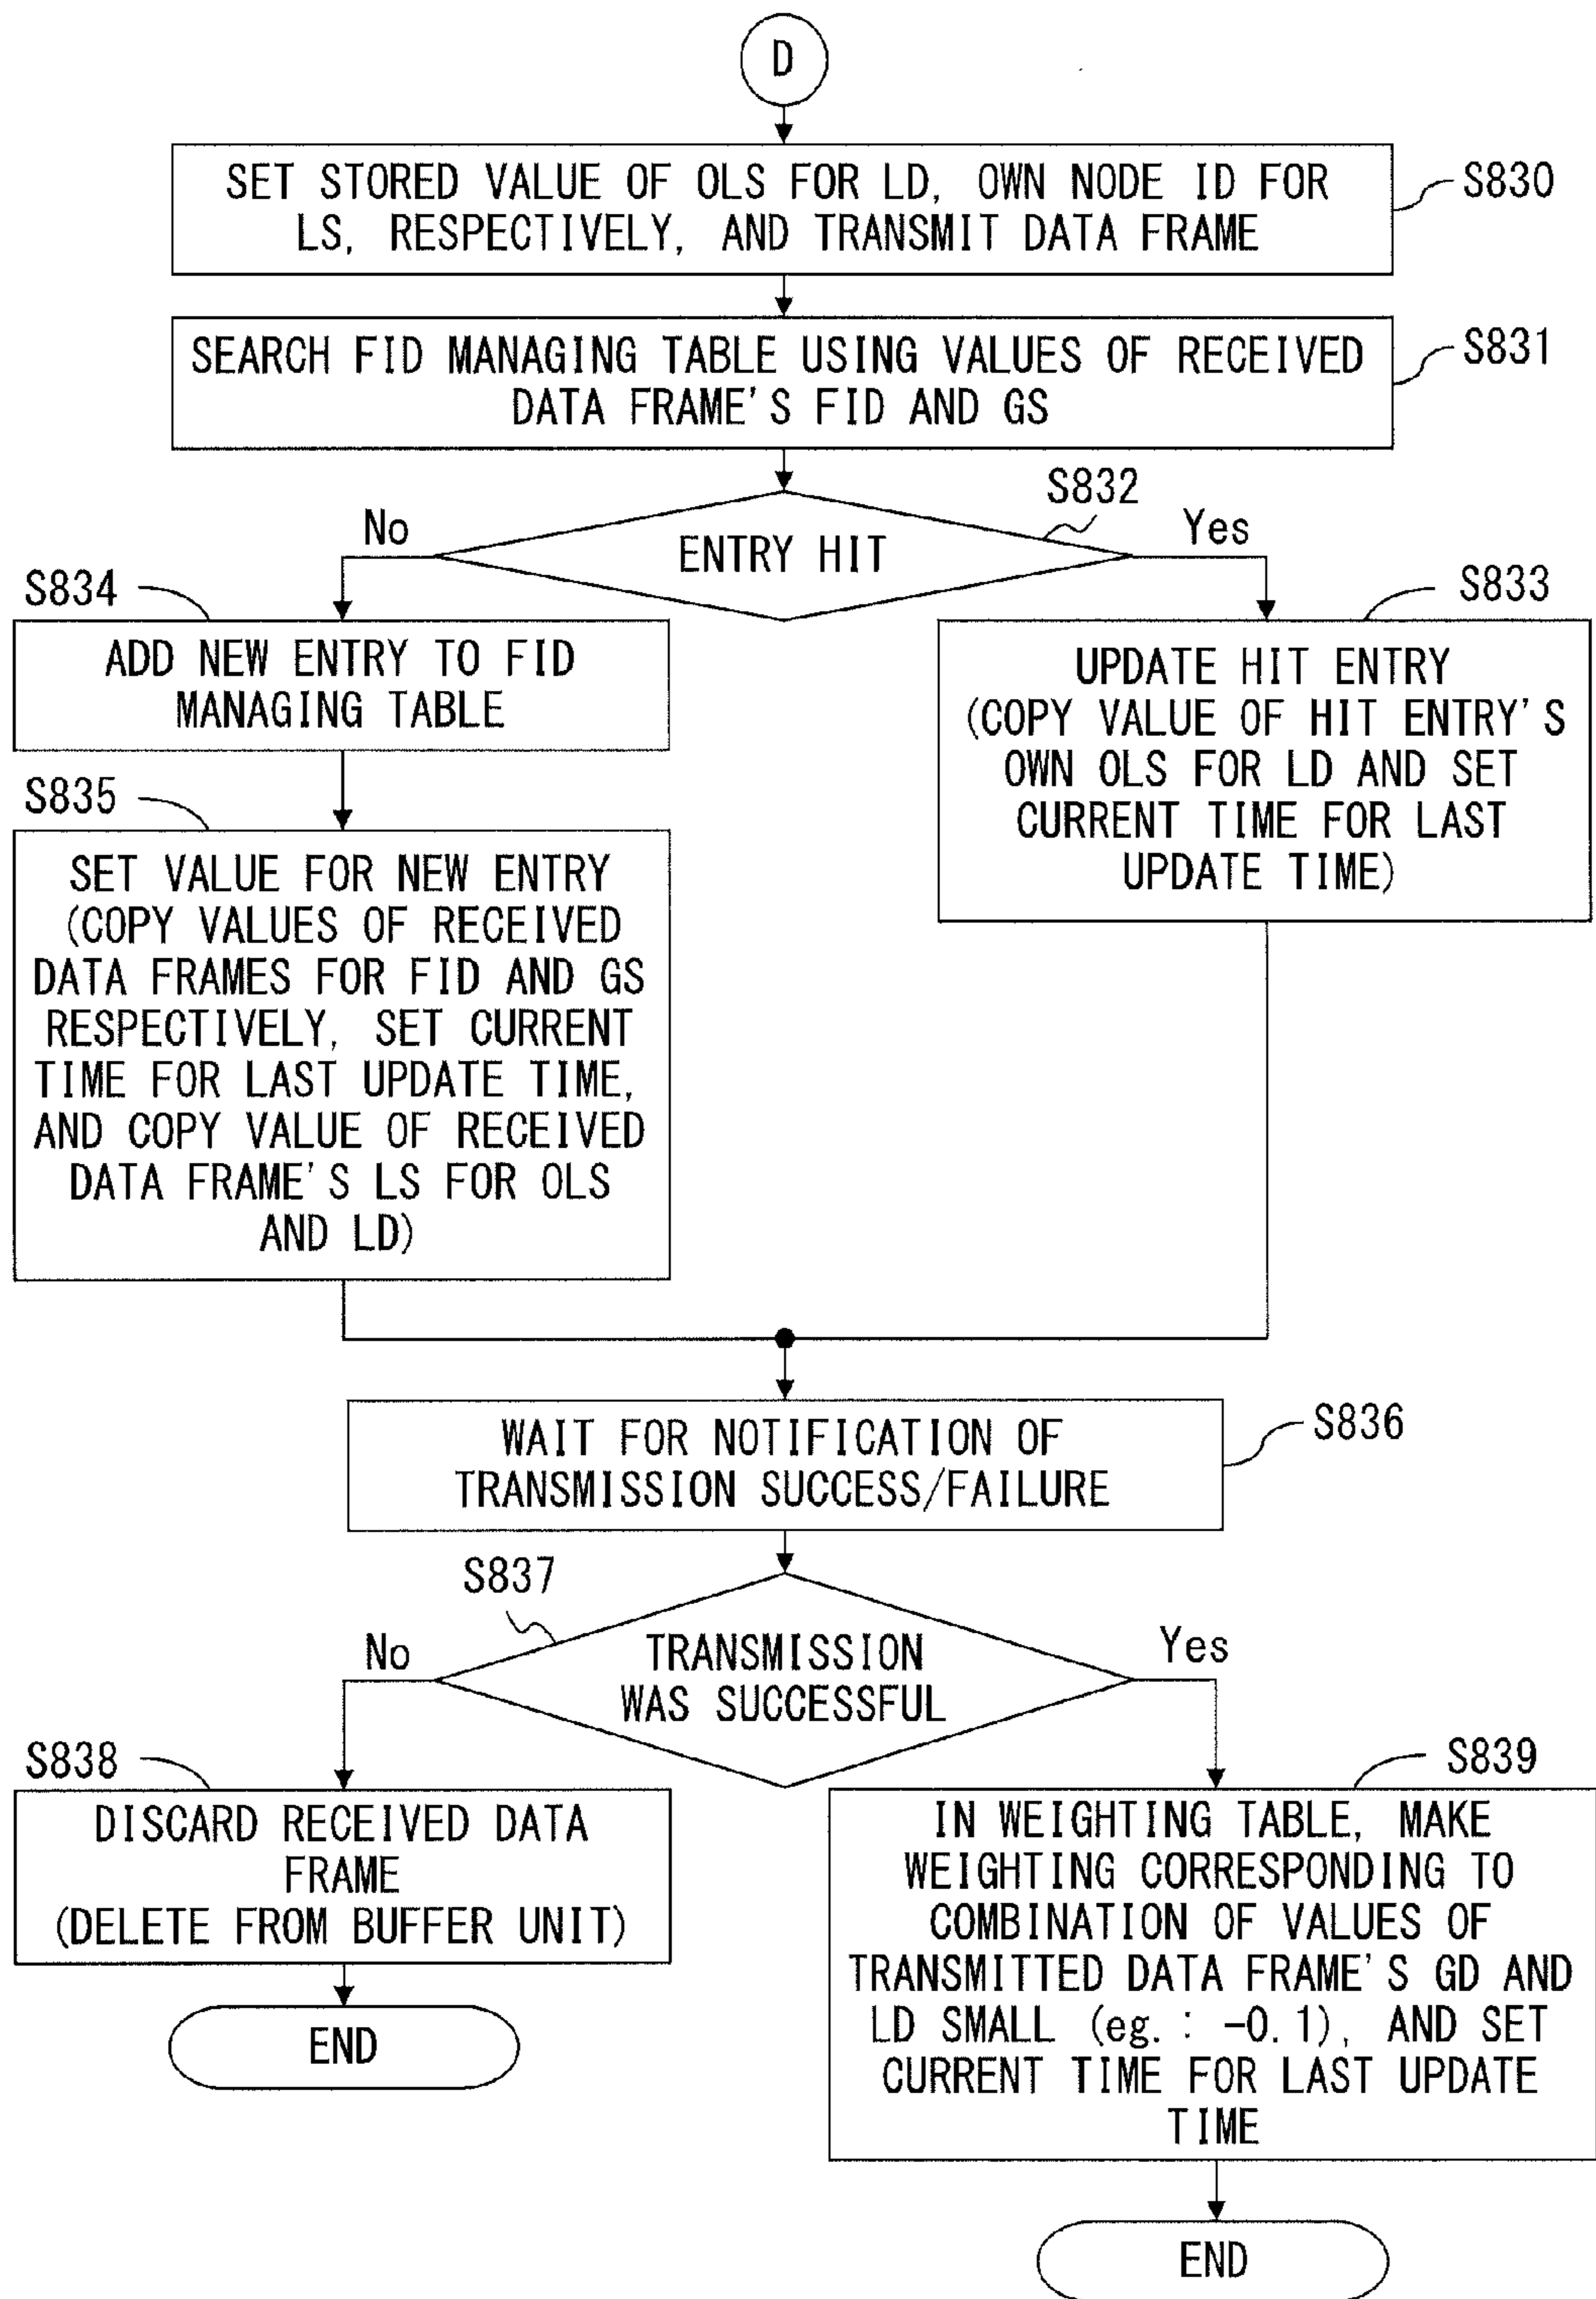 D
SET STORED VALUE OF OLS FOR LD, OWN NODE ID FOR
LS, RESPECTIVELY, AND TRANSMIT DATA FRAME
S830
SEARCH FID MANAGING TABLE USING VALUES OF RECEIVED
DATA FRAME'S FID AND GS
S831
S832
No
ENTRY HIT
Yes
S834
ADD NEW ENTRY TO FID
MANAGING TABLE
S833
UPDATE HIT ENTRY
(COPY VALUE OF HIT ENTRY'S
OWN OLS FOR LD AND SET
CURRENT TIME FOR LAST
UPDATE TIME)
S835
SET VALUE FOR NEW ENTRY
(COPY VALUES OF RECEIVED
DATA FRAMES FOR FID AND GS
RESPECTIVELY, SET CURRENT
TIME FOR LAST UPDATE TIME,
AND COPY VALUE OF RECEIVED
DATA FRAME'S LS FOR OLS
AND LD)
WAIT FOR NOTIFICATION OF
TRANSMISSION SUCCESS/FAILURE
S836
S837
No
TRANSMISSION
WAS SUCCESSFUL
Yes
S838
DISCARD RECEIVED DATA
FRAME
(DELETE FROM BUFFER UNIT)
END
S839
IN WEIGHTING TABLE, MAKE
WEIGHTING CORRESPONDING TO
COMBINATION OF VALUES OF
TRANSMITTED DATA FRAME'S GD AND
LD SMALL (eg.: -0.1), AND SET
CURRENT TIME FOR LAST UPDATE
TIME
END